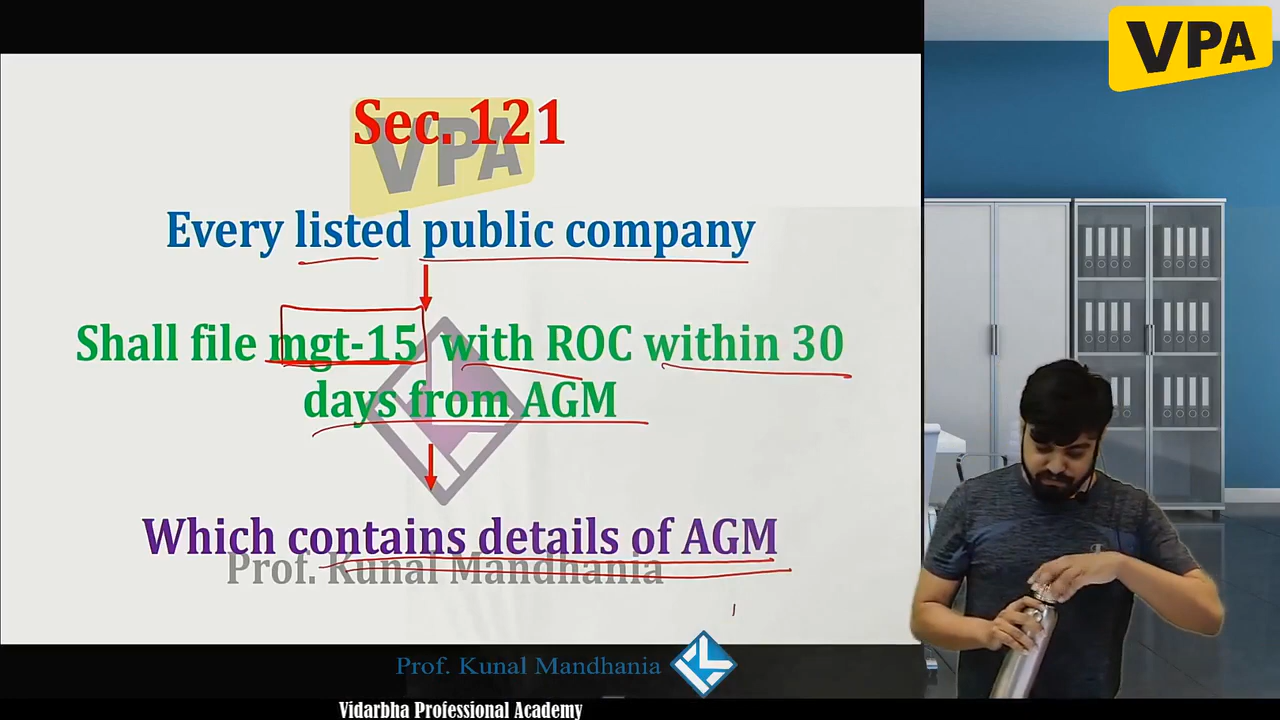 VPA
Sec. 121
VPA
Every listed public company
Shall file mgt-15 with ROC within 30
days from AGM
Which contains details of AGM
Prof. Kunal Mandhania
Prof. Kunal Mandhania
Vidarbha Professional Academy